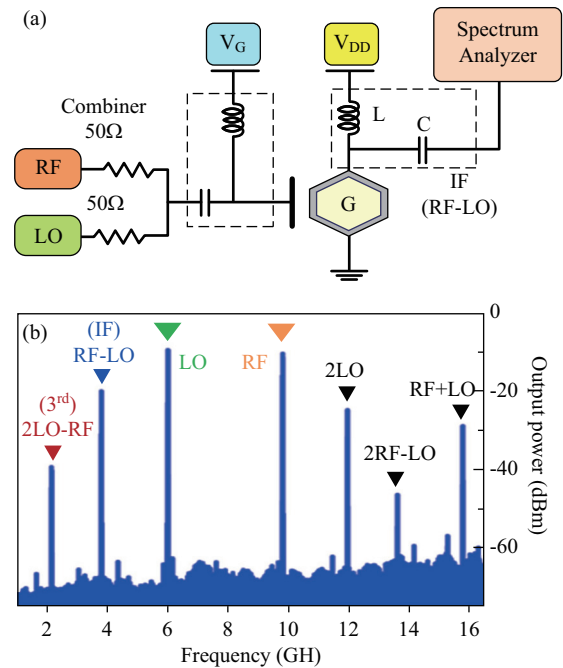 (a)
V_G
V_DD
Spectrum
Analyzer
Combiner
50Ω
RF
50Ω
LO
L
C
G
IF
(RF-LO)
(b)
(IF)
RF-LO
LO
RF
(3rd)
2LO-RF
2LO
2RF-LO
RF+LO
0
-20
-40
-60
Output power (dBm)
2 4 6 8 10 12 14 16
Frequency (GH)